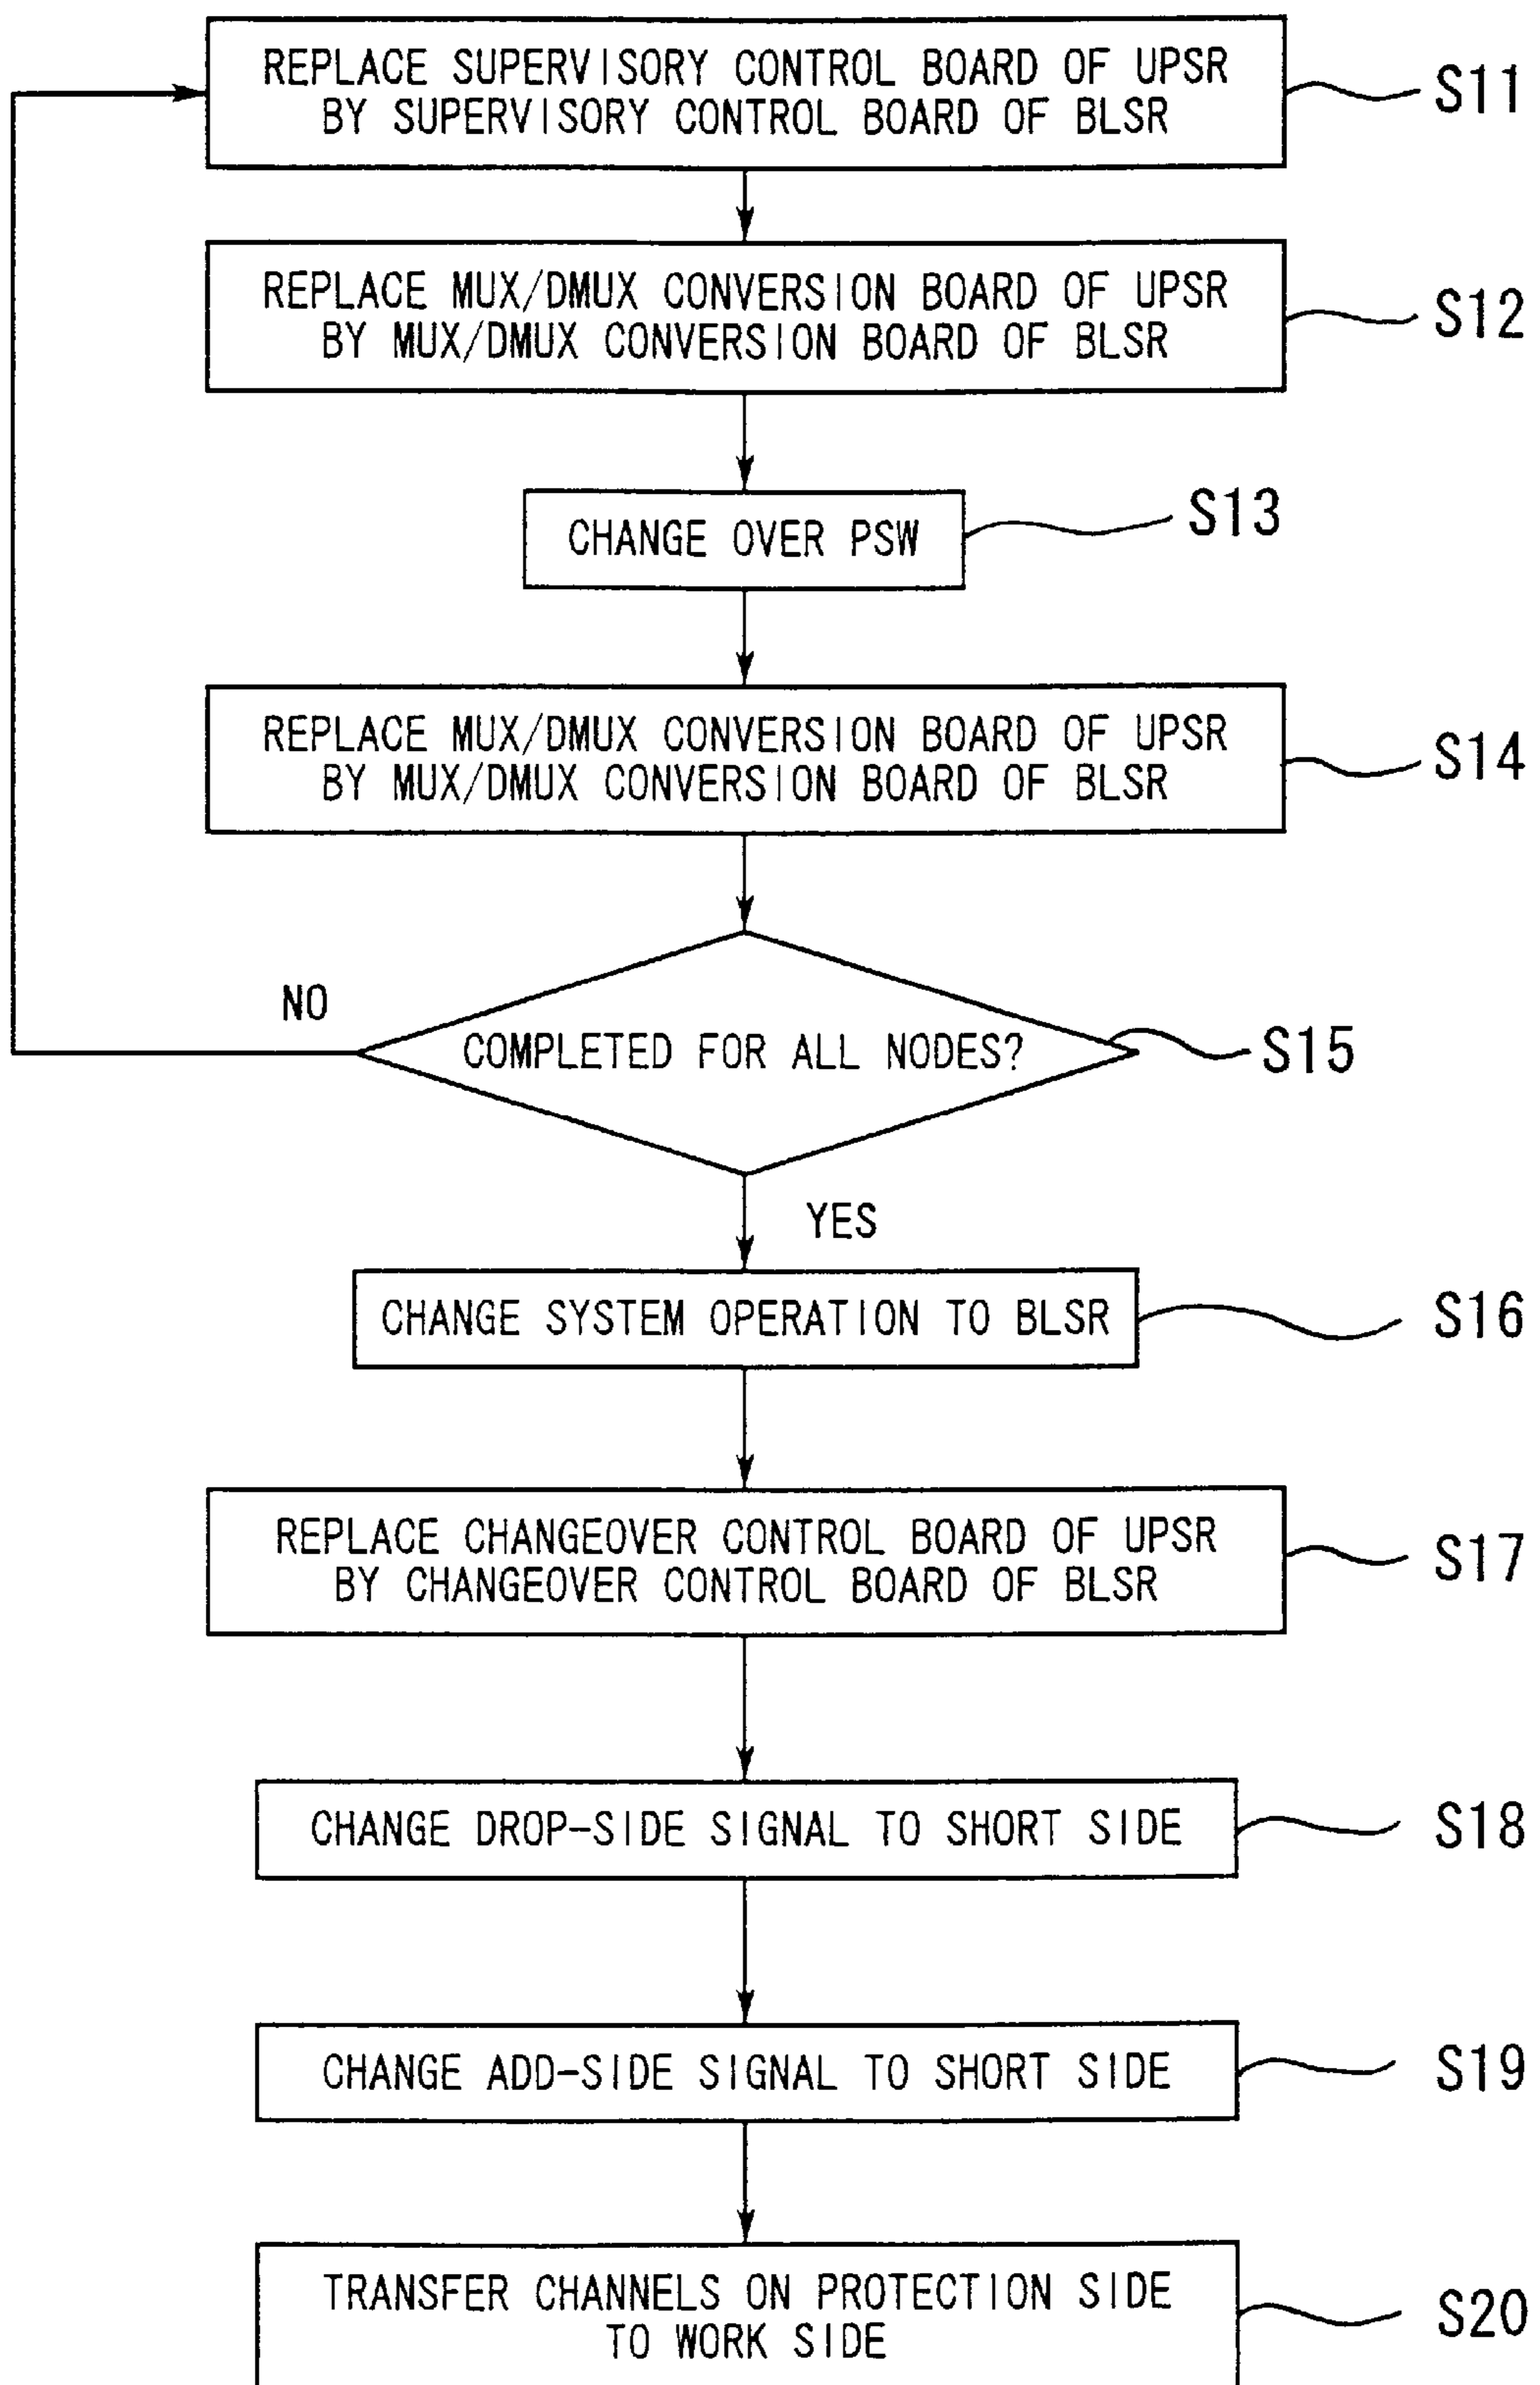 REPLACE SUPERVISORY CONTROL BOARD OF UPSR
BY SUPERVISORY CONTROL BOARD OF BLSR
S11
REPLACE MUX/DMUX CONVERSION BOARD OF UPSR
BY MUX/DMUX CONVERSION BOARD OF BLSR
S12
CHANGE OVER PSW
S13
REPLACE MUX/DMUX CONVERSION BOARD OF UPSR
BY MUX/DMUX CONVERSION BOARD OF BLSR
S14
NO
COMPLETED FOR ALL NODES?
S15
YES
CHANGE SYSTEM OPERATION TO BLSR
S16
REPLACE CHANGEOVER CONTROL BOARD OF UPSR
BY CHANGEOVER CONTROL BOARD OF BLSR
S17
CHANGE DROP-SIDE SIGNAL TO SHORT SIDE
S18
CHANGE ADD-SIDE SIGNAL TO SHORT SIDE
S19
TRANSFER CHANNELS ON PROTECTION SIDE
TO WORK SIDE
S20